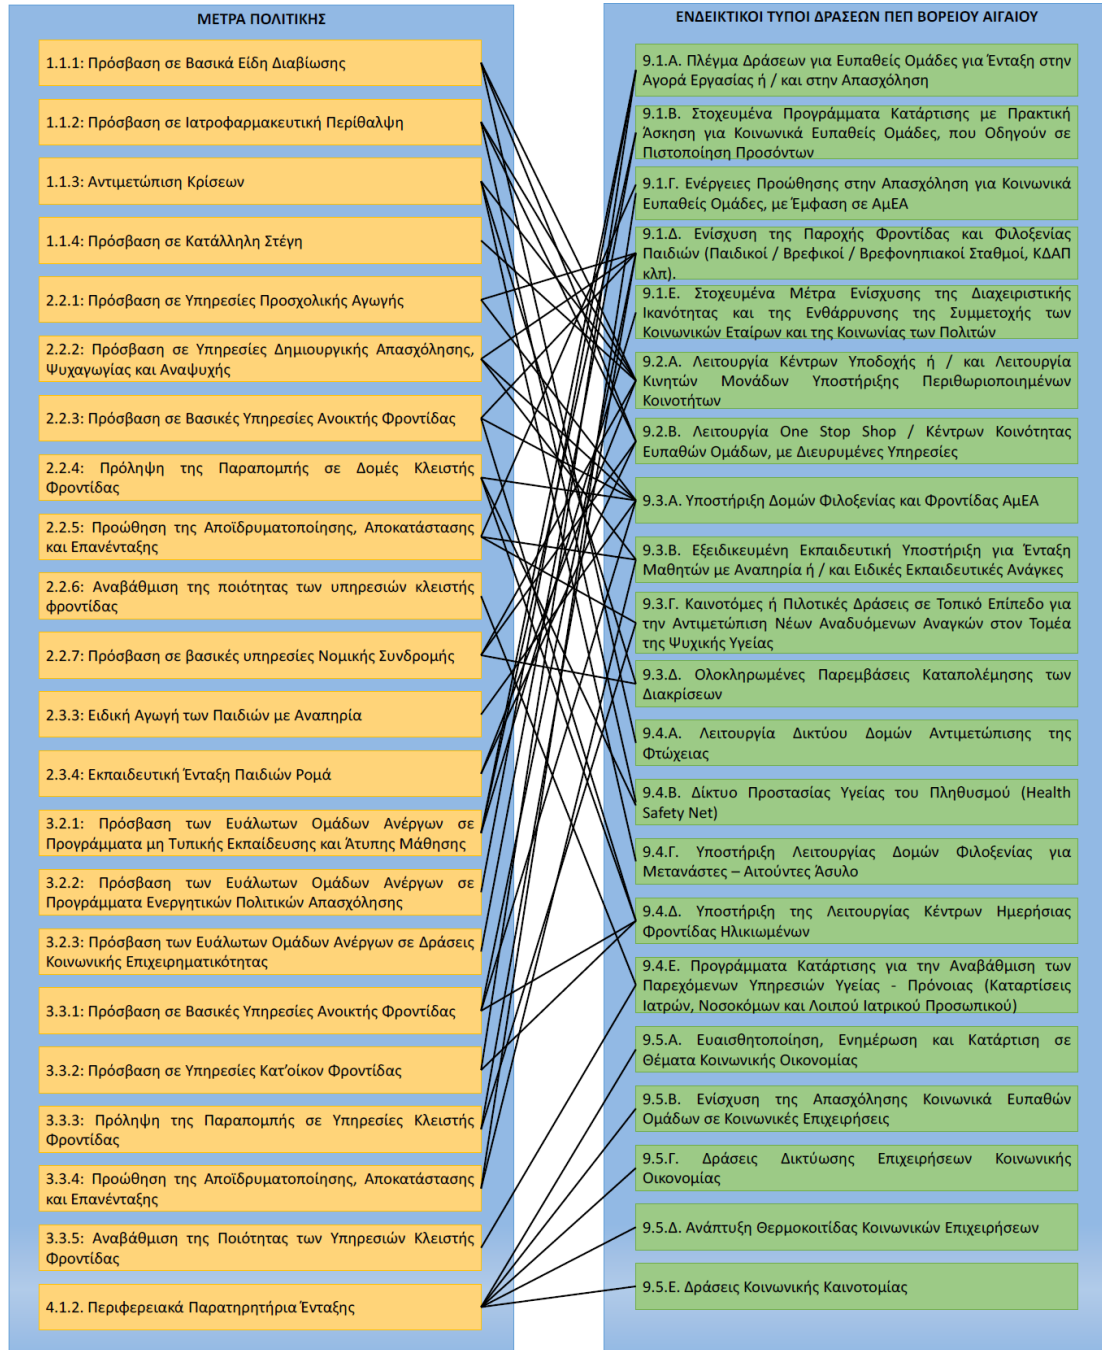 ΜΕΤΡΑ ΠΟΛΙΤΙΚΗΣ
1.1.1: Πρόσβαση σε Βασικά Είδη Διαβίωσης
1.1.2: Πρόσβαση σε Ιατροφαρμακευτική Περίθαλψη
1.1.3: Αντιμετώπιση Κρίσεων
1.1.4: Πρόσβαση σε Κατάλληλη Στέγη
2.2.1: Πρόσβαση σε Υπηρεσίες Προσχολικής Αγωγής
2.2.2: Πρόσβαση σε Υπηρεσίες Δημιουργικής Απασχόλησης,
Ψυχαγωγίας και Αναψυχής
2.2.3: Πρόσβαση σε Βασικές Υπηρεσίες Ανοικτής Φροντίδας
2.2.4: Πρόληψη της Παραπομπής σε Δομές Κλειστής
Φροντίδας
2.2.5: Προώθηση της Αποϊδρυματοποίησης, Αποκατάστασης
και Επανένταξης
2.2.6: Αναβάθμιση της ποιότητας των υπηρεσιών κλειστής
φροντίδας
2.2.7: Πρόσβαση σε βασικές υπηρεσίες Νομικής Συνδρομής
2.3.3: Ειδική Αγωγή των Παιδιών με Αναπηρία
2.3.4: Εκπαιδευτική Ένταξη Παιδιών Ρομά
3.2.1: Πρόσβαση των Ευάλωτων Ομάδων Ανέργων σε
Προγράμματα μη Τυπικής Εκπαίδευσης και Άτυπης Μάθησης
3.2.2: Πρόσβαση των Ευάλωτων Ομάδων Ανέργων σε
Προγράμματα Ενεργητικών Πολιτικών Απασχόλησης
3.2.3: Πρόσβαση των Ευάλωτων Ομάδων Ανέργων σε Δράσεις
Κοινωνικής Επιχειρηματικότητας
3.3.1: Πρόσβαση σε Βασικές Υπηρεσίες Ανοικτής Φροντίδας
3.3.2: Πρόσβαση σε Υπηρεσίες Κατ'οίκον Φροντίδας
3.3.3: Πρόληψη της Παραπομπής σε Υπηρεσίες Κλειστής
Φροντίδας
3.3.4: Προώθηση της Αποϊδρυματοποίησης, Αποκατάστασης
και Επανένταξης
3.3.5: Αναβάθμιση της Ποιότητας των Υπηρεσιών Κλειστής
Φροντίδας
4.1.2. Περιφερειακά Παρατηρητήρια Ένταξης
ΕΝΔΕΙΚΤΙΚΟΙ ΤΥΠΟΙ ΔΡΑΣΕΩΝ ΠΕΠ ΒΟΡΕΙΟΥ ΑΙΓΑΙΟΥ
9.1.Α. Πλέγμα Δράσεων για Ευπαθείς Ομάδες για Ένταξη στην
Αγορά Εργασίας ή / και στην Απασχόληση
9.1.Β. Στοχευμένα Προγράμματα Κατάρτισης με Πρακτική
Άσκηση για Κοινωνικά Ευπαθείς Ομάδες, που Οδηγούν σε
Πιστοποίηση Προσόντων
9.1.Γ. Ενέργειες Προώθησης στην Απασχόληση για Κοινωνικά
Ευπαθείς Ομάδες, με Έμφαση σε ΑμΕΑ
9.1.Δ. Ενίσχυση της Παροχής Φροντίδας και Φιλοξενίας
Παιδιών (Παιδικοί / Βρεφικοί / Βρεφονηπιακοί Σταθμοί, ΚΔΑΠ
κλπ).
9.1.Ε. Στοχευμένα Μέτρα Ενίσχυσης της Διαχειριστικής
Ικανότητας και της Ενθάρρυνσης της Συμμετοχής των
Κοινωνικών Εταίρων και της Κοινωνίας των Πολιτών
9.2.Α. Λειτουργία Κέντρων Υποδοχής ή / και Λειτουργία
Κινητών Μονάδων Υποστήριξης Περιθωριοποιημένων
Κοινοτήτων
9.2.Β. Λειτουργία One Stop Shop / Κέντρων Κοινότητας
Ευπαθών Ομάδων, με Διευρυμένες Υπηρεσίες
9.3.Α. Υποστήριξη Δομών Φιλοξενίας και Φροντίδας ΑμΕΑ
9.3.Β. Εξειδικευμένη Εκπαιδευτική Υποστήριξη για Ένταξη
Μαθητών με Αναπηρία ή / και Ειδικές Εκπαιδευτικές Ανάγκες
9.3.Γ. Καινοτόμες ή Πιλοτικές Δράσεις σε Τοπικό Επίπεδο για
την Αντιμετώπιση Νέων Αναδυόμενων Αναγκών στον Τομέα
της Ψυχικής Υγείας
9.3.Δ. Ολοκληρωμένες Παρεμβάσεις Καταπολέμησης των
Διακρίσεων
9.4.Α. Λειτουργία Δικτύου Δομών Αντιμετώπισης της
Φτώχειας
9.4.Β. Δίκτυο Προστασίας Υγείας του Πληθυσμού (Health
Safety Net)
9.4.Γ. Υποστήριξη Λειτουργίας Δομών Φιλοξενίας για
Μετανάστες – Αιτούντες Άσυλο
9.4.Δ. Υποστήριξη της Λειτουργίας Κέντρων Ημερήσιας
Φροντίδας Ηλικιωμένων
9.4.Ε. Προγράμματα Κατάρτισης για την Αναβάθμιση των
Παρεχόμενων Υπηρεσιών Υγείας - Πρόνοιας (Καταρτίσεις
Ιατρών, Νοσοκόμων και Λοιπού Ιατρικού Προσωπικού)
9.5.Α. Ευαισθητοποίηση, Ενημέρωση και Κατάρτιση σε
Θέματα Κοινωνικής Οικονομίας
9.5.Β. Ενίσχυση της Απασχόλησης Κοινωνικά Ευπαθών
Ομάδων σε Κοινωνικές Επιχειρήσεις
9.5.Γ. Δράσεις Δικτύωσης Επιχειρήσεων Κοινωνικής
Οικονομίας
9.5.Δ. Ανάπτυξη Θερμοκοιτίδας Κοινωνικών Επιχειρήσεων
9.5.Ε. Δράσεις Κοινωνικής Καινοτομίας